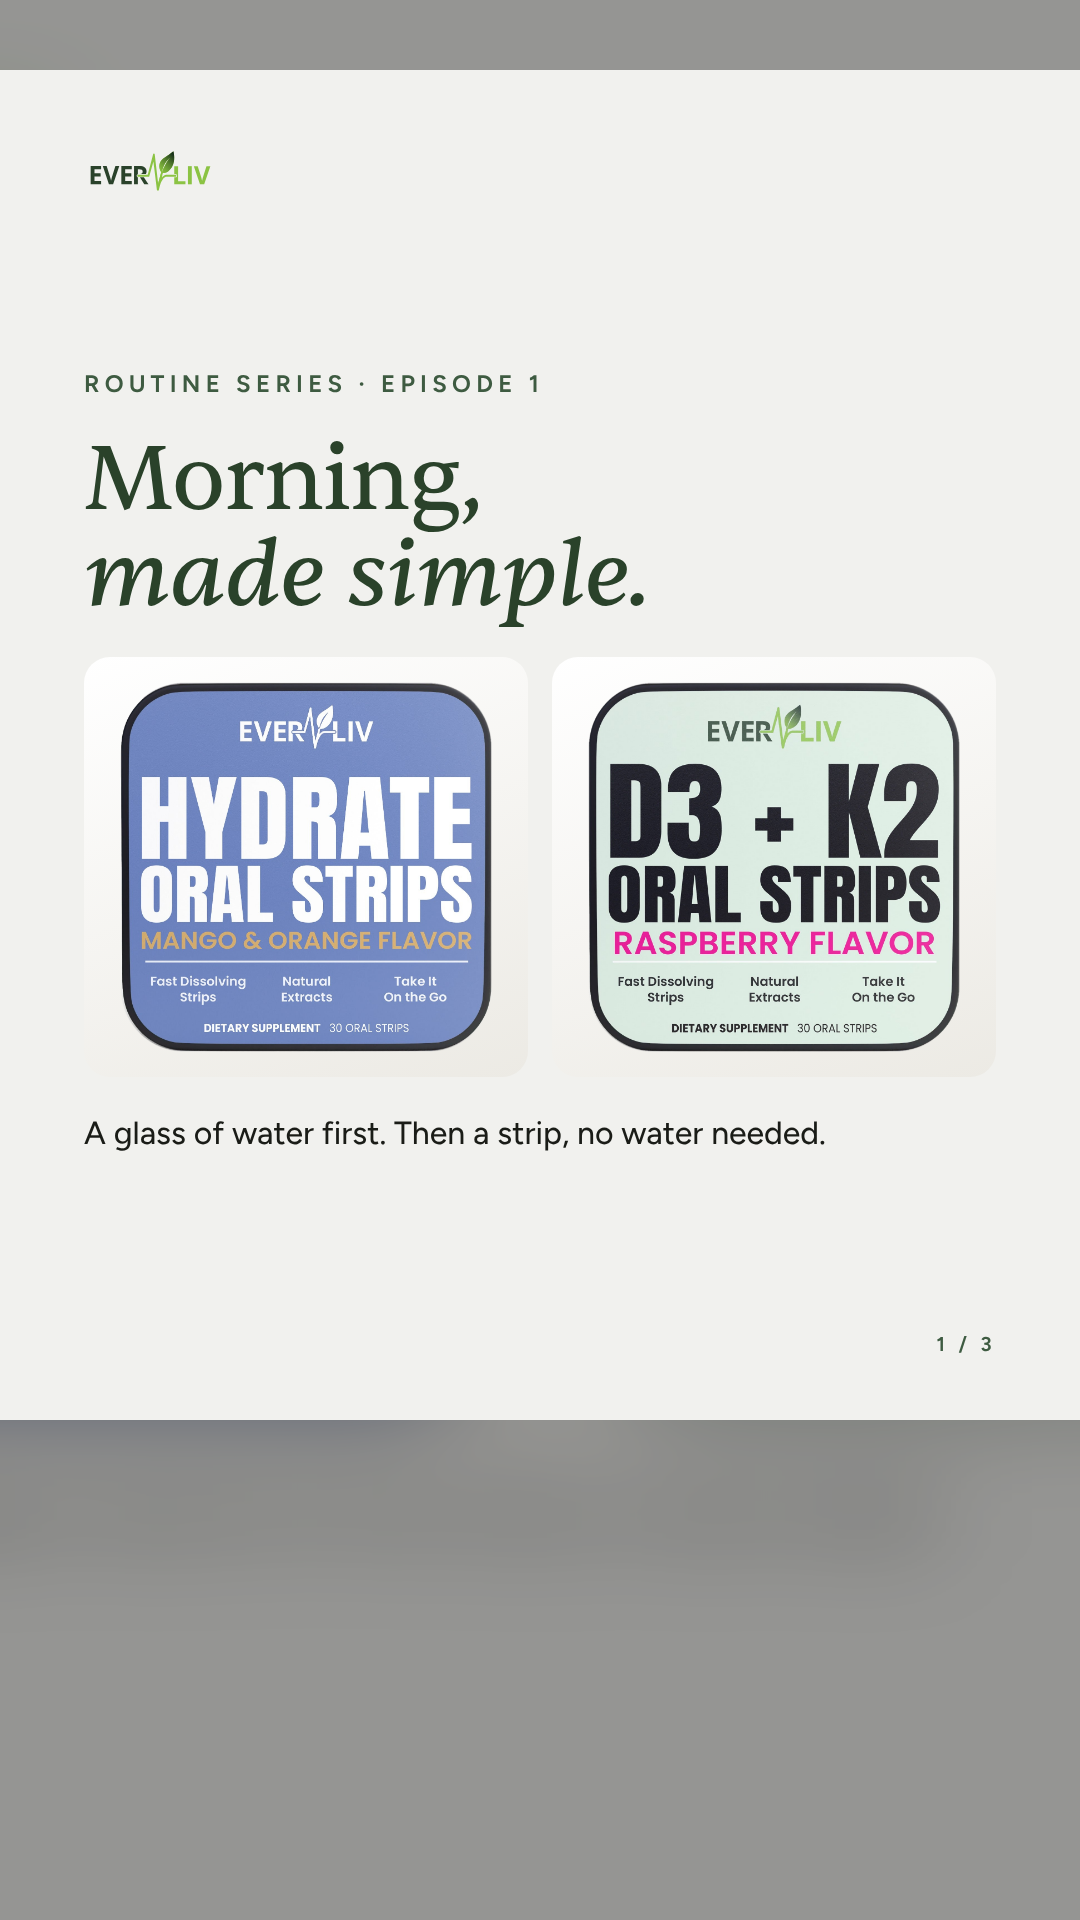 EVERLIV
ROUTINE SERIES · EPISODE 1
Morning,
made simple.
EVERLIV
HYDRATE
ORAL STRIPS
MANGO & ORANGE FLAVOR
Fast Dissolving Strips
Natural Extracts
Take It On the Go
DIETARY SUPPLEMENT 30 ORAL STRIPS
EVERLIV
D3 + K2
ORAL STRIPS
RASPBERRY FLAVOR
Fast Dissolving Strips
Natural Extracts
Take It On the Go
DIETARY SUPPLEMENT 30 ORAL STRIPS
A glass of water first. Then a strip, no water needed.
1 / 3